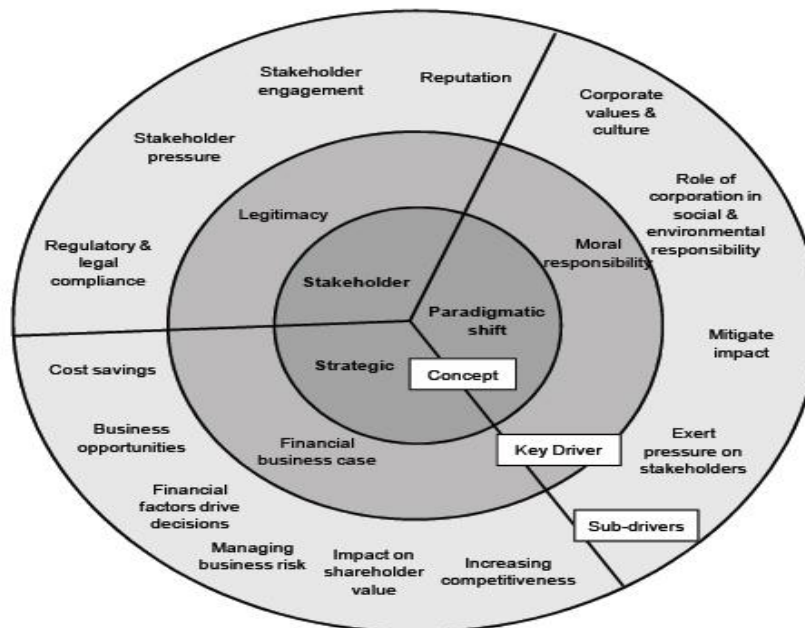 Stakeholder
engagement
Reputation
Corporate
values &
culture
Stakeholder
pressure
Role of
corporation in
social &
environmental
responsibility
Legitimacy
Regulatory &
legal
compliance
Moral
responsibility
Stakeholder
Paradigmatic
shift
Mitigate
impact
Cost savings
Strategic
Concept
Business
opportunities
Financial
business case
Key Driver
Exert
pressure on
stakeholders
Financial
factors drive
decisions
Sub-drivers
Managing
business risk
Impact on
shareholder
value
Increasing
competitiveness